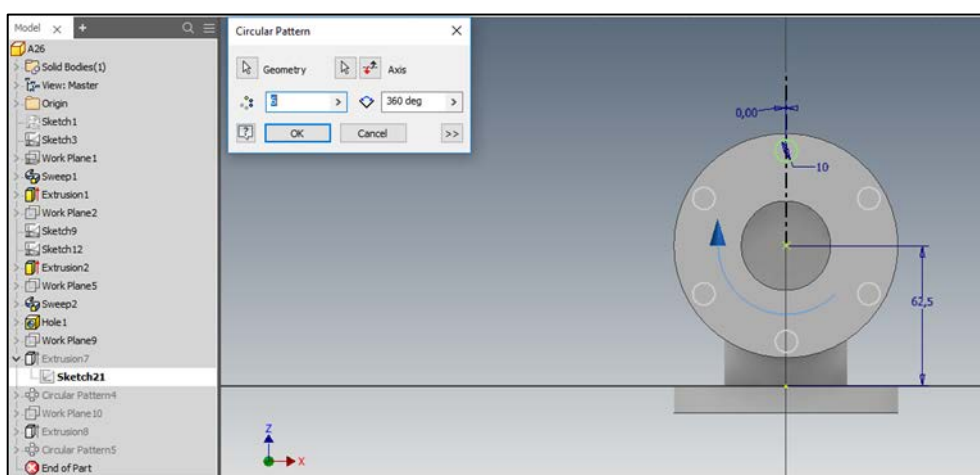 Model × +
A26
Solid Bodies(1)
View: Master
Origin
Sketch1
Sketch3
Work Plane1
Sweep1
Extrusion1
Work Plane2
Sketch9
Sketch12
Extrusion2
Work Plane5
Sweep2
Hole1
Work Plane9
Extrusion7
Sketch21
Circular Pattern4
Work Plane10
Extrusion8
Circular Pattern5
End of Part
Circular Pattern
Geometry Axis
6 > 360 deg >
OK Cancel >>
0,00
10
62,5
Z
X